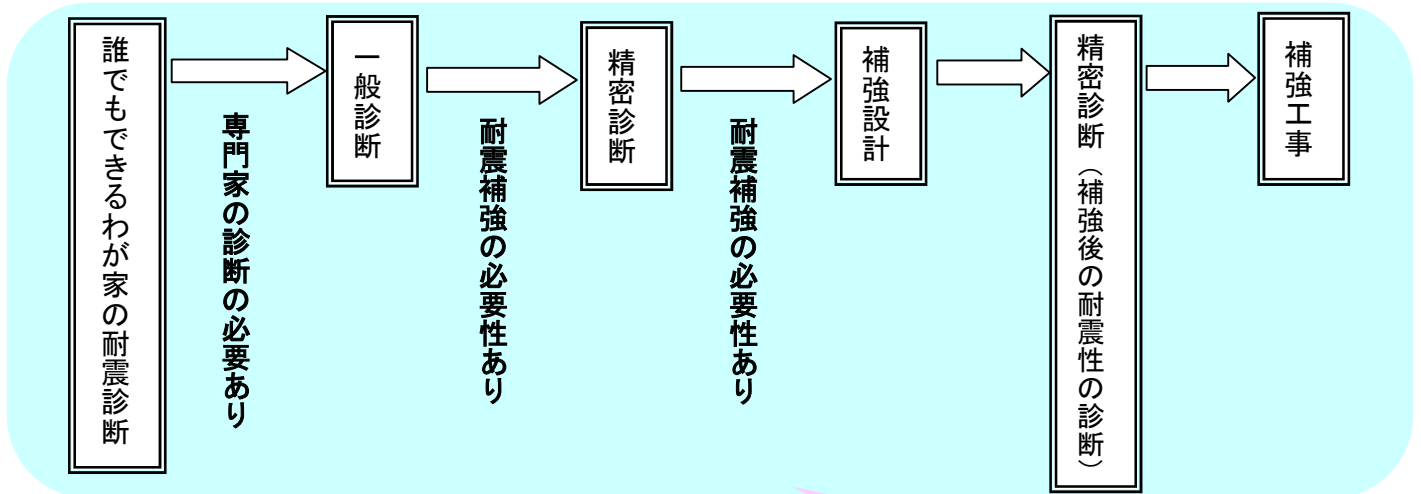 誰でもできるわが家の耐震診断
専門家の診断の必要あり
一般診断
耐震補強の必要性あり
精密診断
耐震補強の必要性あり
補強設計
精密診断（補強後の耐震性の診断）
補強工事